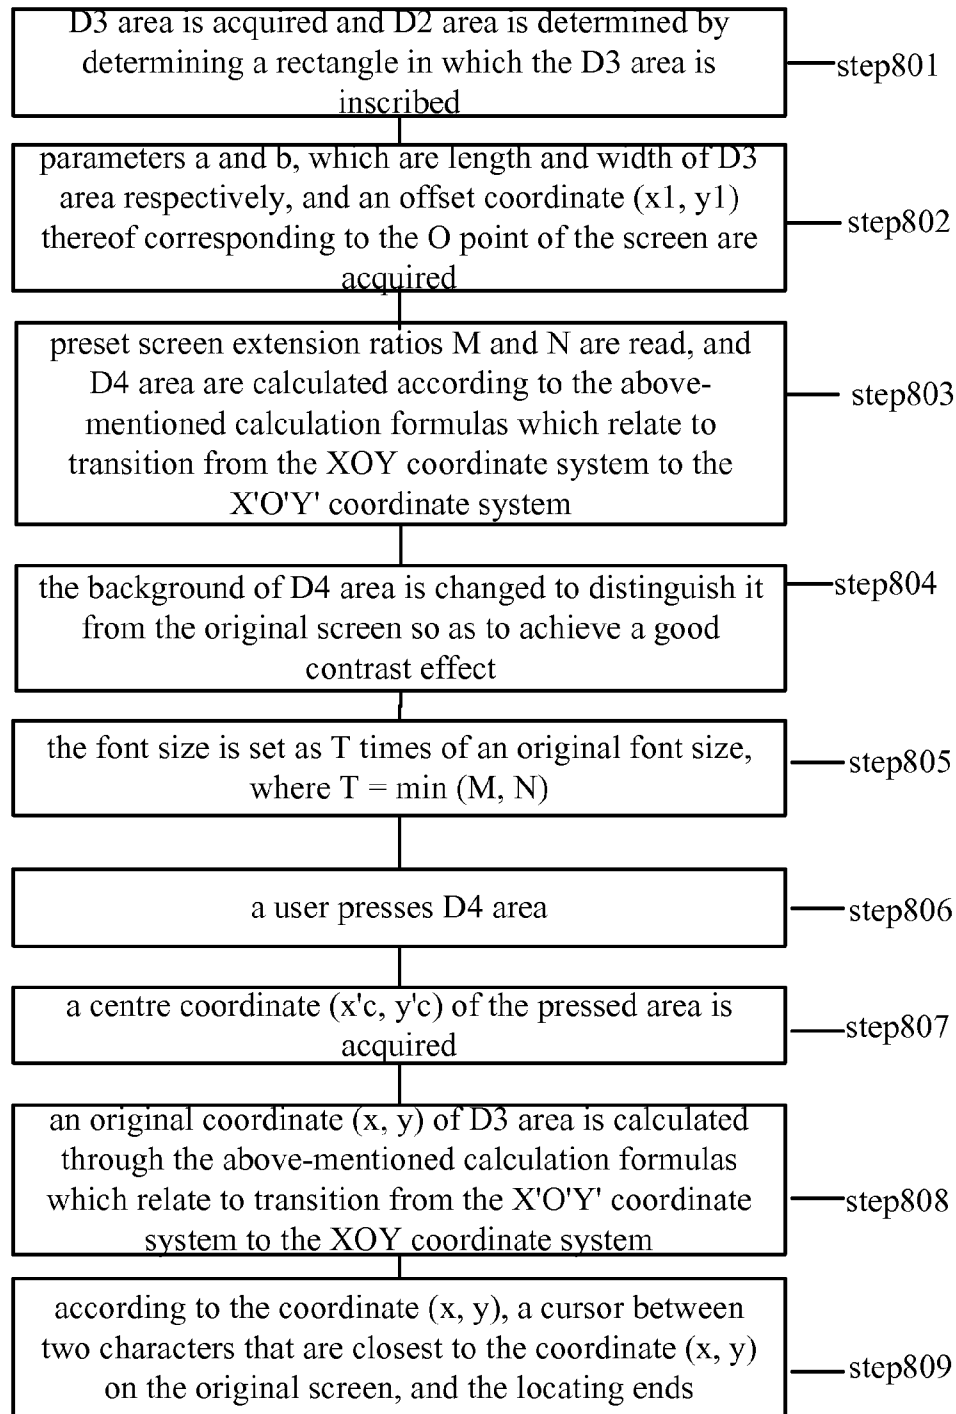 D3 area is acquired and D2 area is determined by
determining a rectangle in which the D3 area is
inscribed
step801
parameters a and b, which are length and width of D3
area respectively, and an offset coordinate (x1, y1)
thereof corresponding to the O point of the screen are
acquired
step802
preset screen extension ratios M and N are read, and
D4 area are calculated according to the above-
mentioned calculation formulas which relate to
transition from the XOY coordinate system to the
X'O'Y' coordinate system
step803
the background of D4 area is changed to distinguish it
from the original screen so as to achieve a good
contrast effect
step804
the font size is set as T times of an original font size,
where T = min (M, N)
step805
a user presses D4 area
step806
a centre coordinate (x'c, y'c) of the pressed area is
acquired
step807
an original coordinate (x, y) of D3 area is calculated
through the above-mentioned calculation formulas
which relate to transition from the X'O'Y' coordinate
system to the XOY coordinate system
step808
according to the coordinate (x, y), a cursor between
two characters that are closest to the coordinate (x, y)
on the original screen, and the locating ends
step809